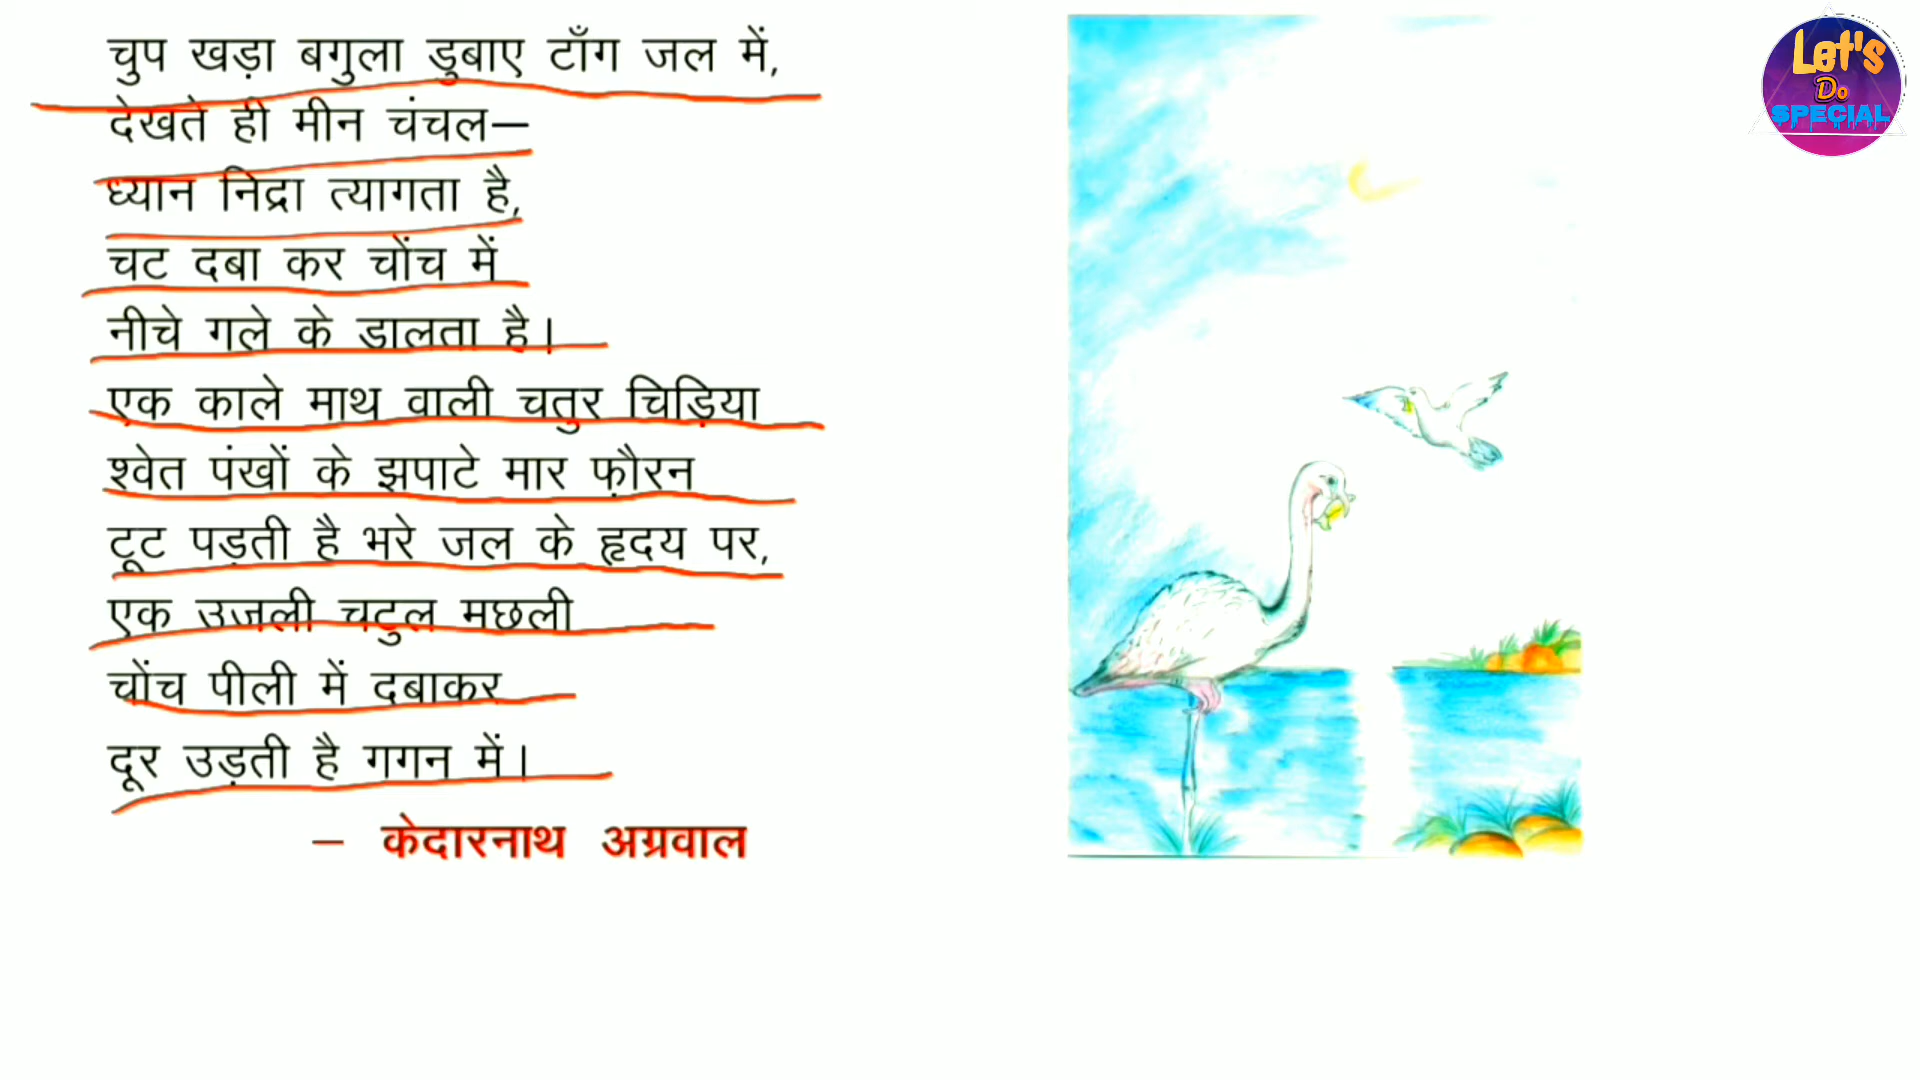 चुप खड़ा बगुला डुबाए टाँग जल में,
देखते ही मीन चंचल—
ध्यान निद्रा त्यागता है,
चट दबा कर चोंच में
नीचे गले के डालता है।
एक काले माथ वाली चतुर चिड़िया
श्वेत पंखों के झपाटे मार फ़ौरन
टूट पड़ती है भरे जल के हृदय पर,
एक उजली चटुल मछली
चोंच पीली में दबाकर
दूर उड़ती है गगन में।
– केदारनाथ अग्रवाल
Let's
Do
SPECIAL